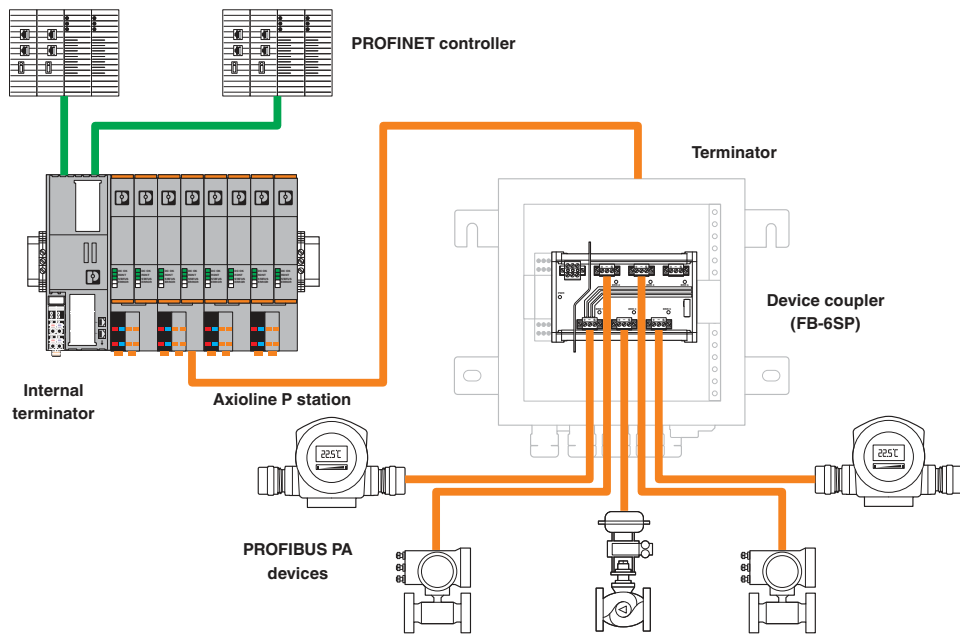 PROFINET controller
Terminator
Device coupler
(FB-6SP)
Internal
terminator
Axioline P station
22.5°C
22.5°C
PROFIBUS PA
devices